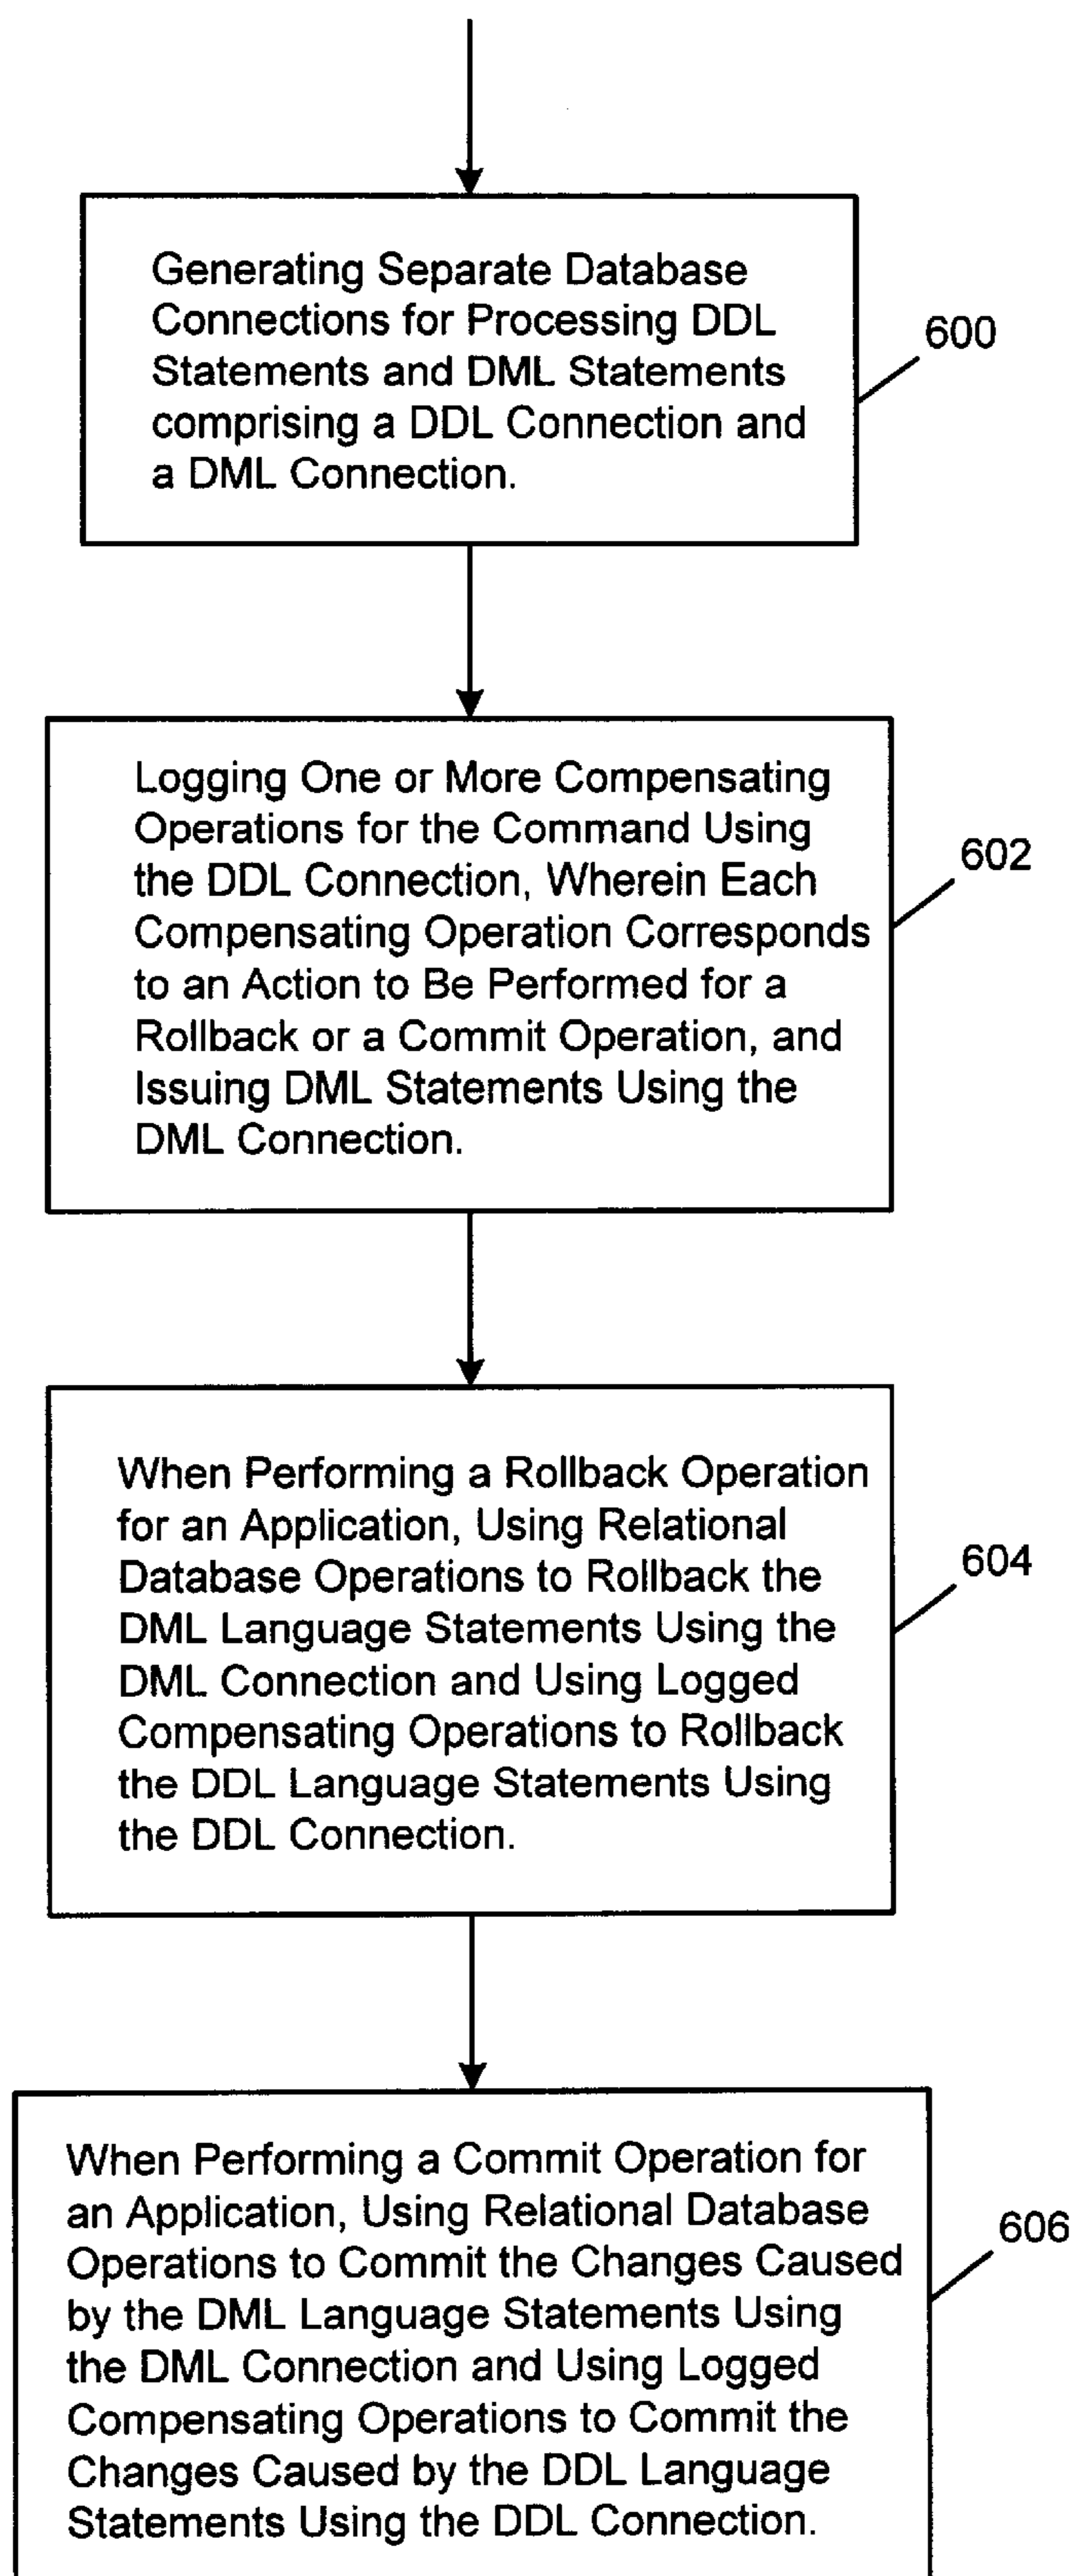 Generating Separate Database
Connections for Processing DDL
Statements and DML Statements
comprising a DDL Connection and
a DML Connection.
600
Logging One or More Compensating
Operations for the Command Using
the DDL Connection, Wherein Each
Compensating Operation Corresponds
to an Action to Be Performed for a
Rollback or a Commit Operation, and
Issuing DML Statements Using the
DML Connection.
602
When Performing a Rollback Operation
for an Application, Using Relational
Database Operations to Rollback the
DML Language Statements Using the
DML Connection and Using Logged
Compensating Operations to Rollback
the DDL Language Statements Using
the DDL Connection.
604
When Performing a Commit Operation for
an Application, Using Relational Database
Operations to Commit the Changes Caused
by the DML Language Statements Using
the DML Connection and Using Logged
Compensating Operations to Commit the
Changes Caused by the DDL Language
Statements Using the DDL Connection.
606